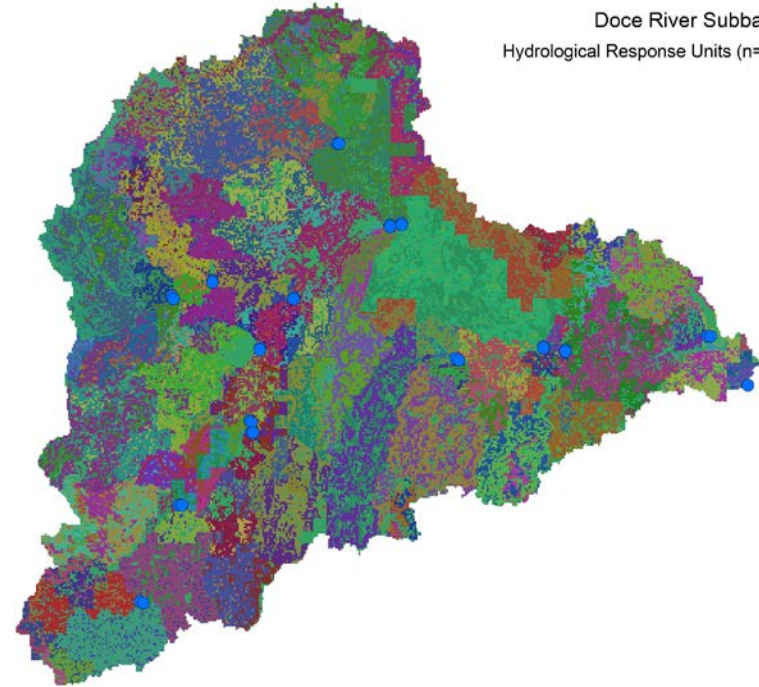 Doce River Subba
Hydrological Response Units (n=